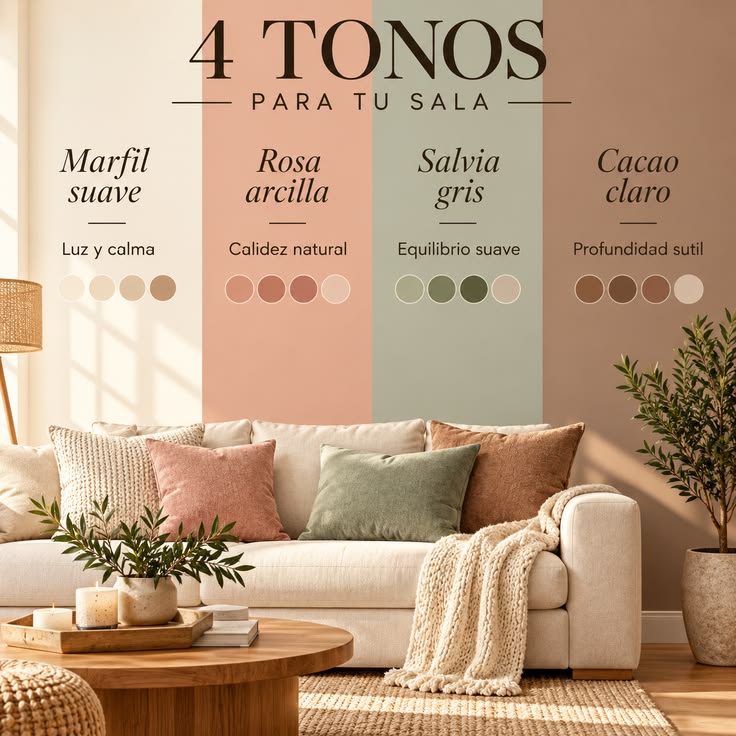 4 TONOS
PARA TU SALA
Marfil
suave
Luz y calma
Rosa
arcilla
Calidez natural
Salvia
gris
Equilibrio suave
Cacao
claro
Profundidad sutil